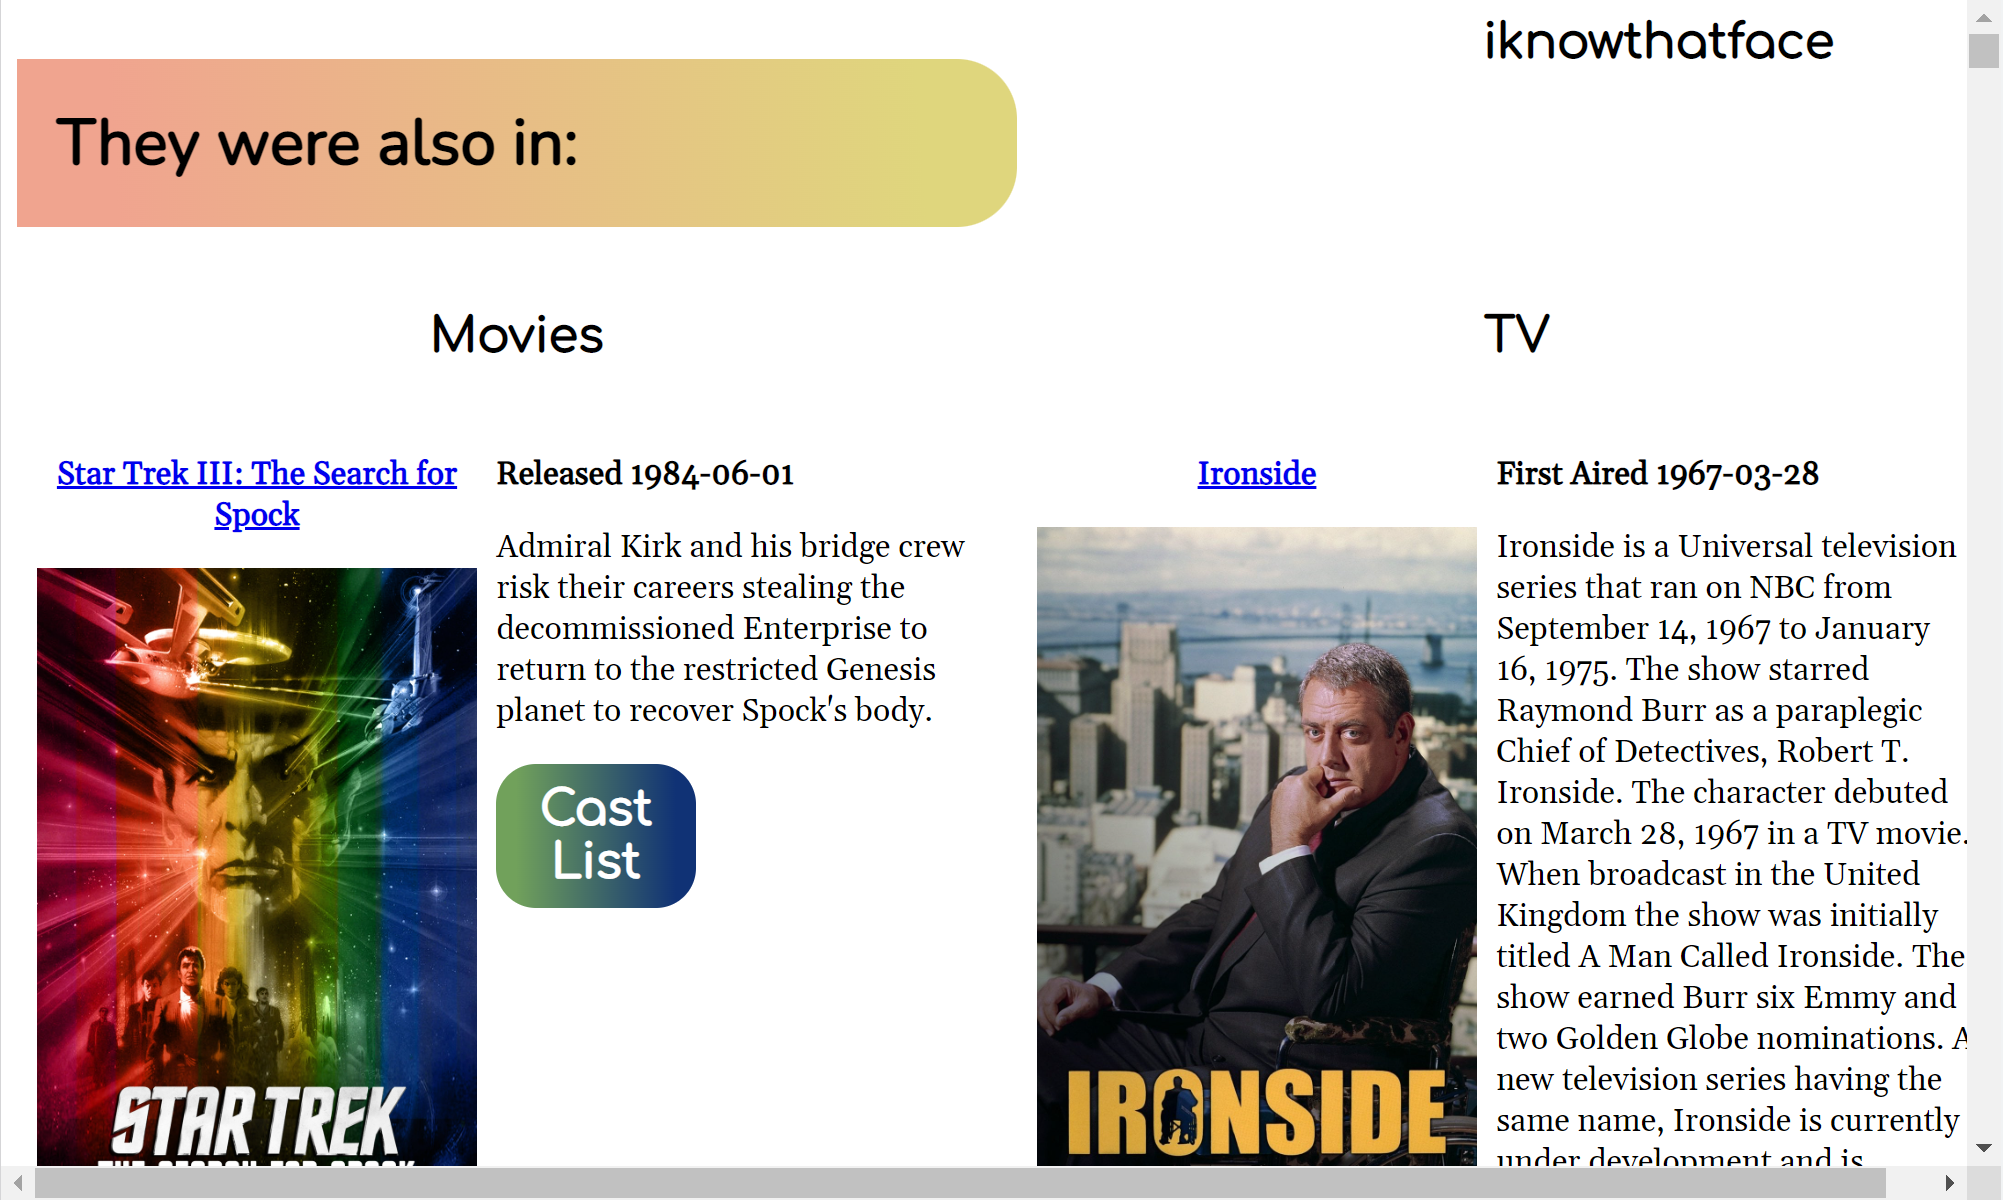 iknowthatface
They were also in:
Movies
TV
Star Trek III: The Search for
Spock
Released 1984-06-01
Admiral Kirk and his bridge crew
risk their careers stealing the
decommissioned Enterprise to
return to the restricted Genesis
planet to recover Spock's body.
Cast
List
STAR TREK
Ironside
First Aired 1967-03-28
Ironside is a Universal television
series that ran on NBC from
September 14, 1967 to January
16, 1975. The show starred
Raymond Burr as a paraplegic
Chief of Detectives, Robert T.
Ironside. The character debuted
on March 28, 1967 in a TV movie.
When broadcast in the United
Kingdom the show was initially
titled A Man Called Ironside. The
show earned Burr six Emmy and
two Golden Globe nominations. A
new television series having the
same name, Ironside is currently
under development and is
IRONSIDE